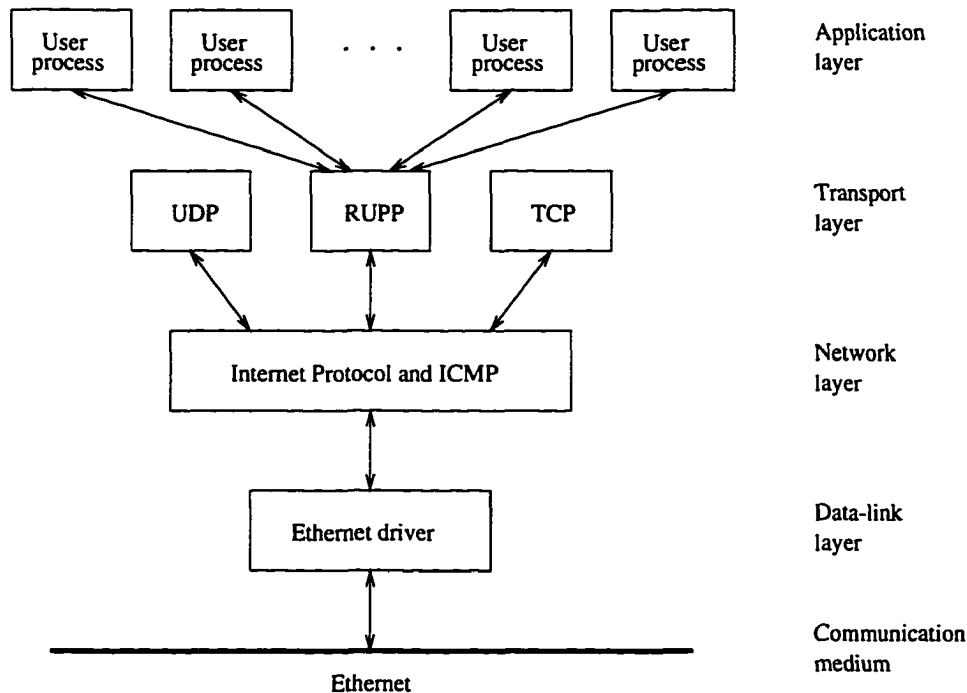 User
process
User
process
. . .
User
process
User
process
Application
layer
UDP
RUPP
TCP
Transport
layer
Internet Protocol and ICMP
Network
layer
Ethernet driver
Data-link
layer
Communication
medium
Ethernet